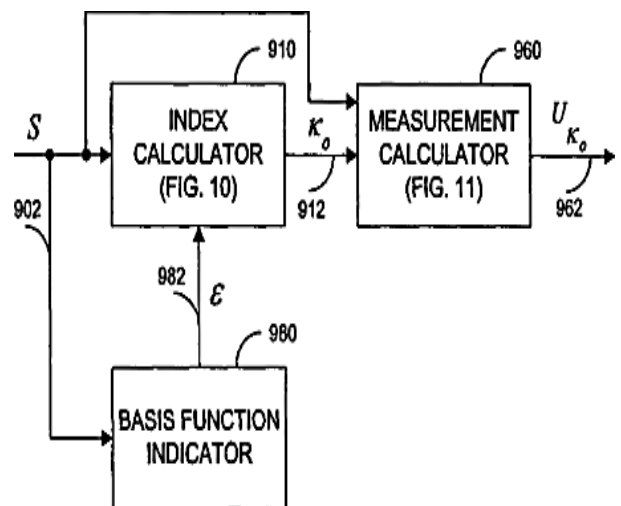 910
960
S
INDEX
CALCULATOR
(FIG. 10)
κo
MEASUREMENT
CALCULATOR
(FIG. 11)
Uκo
902
912
962
982
ε
980
BASIS FUNCTION
INDICATOR